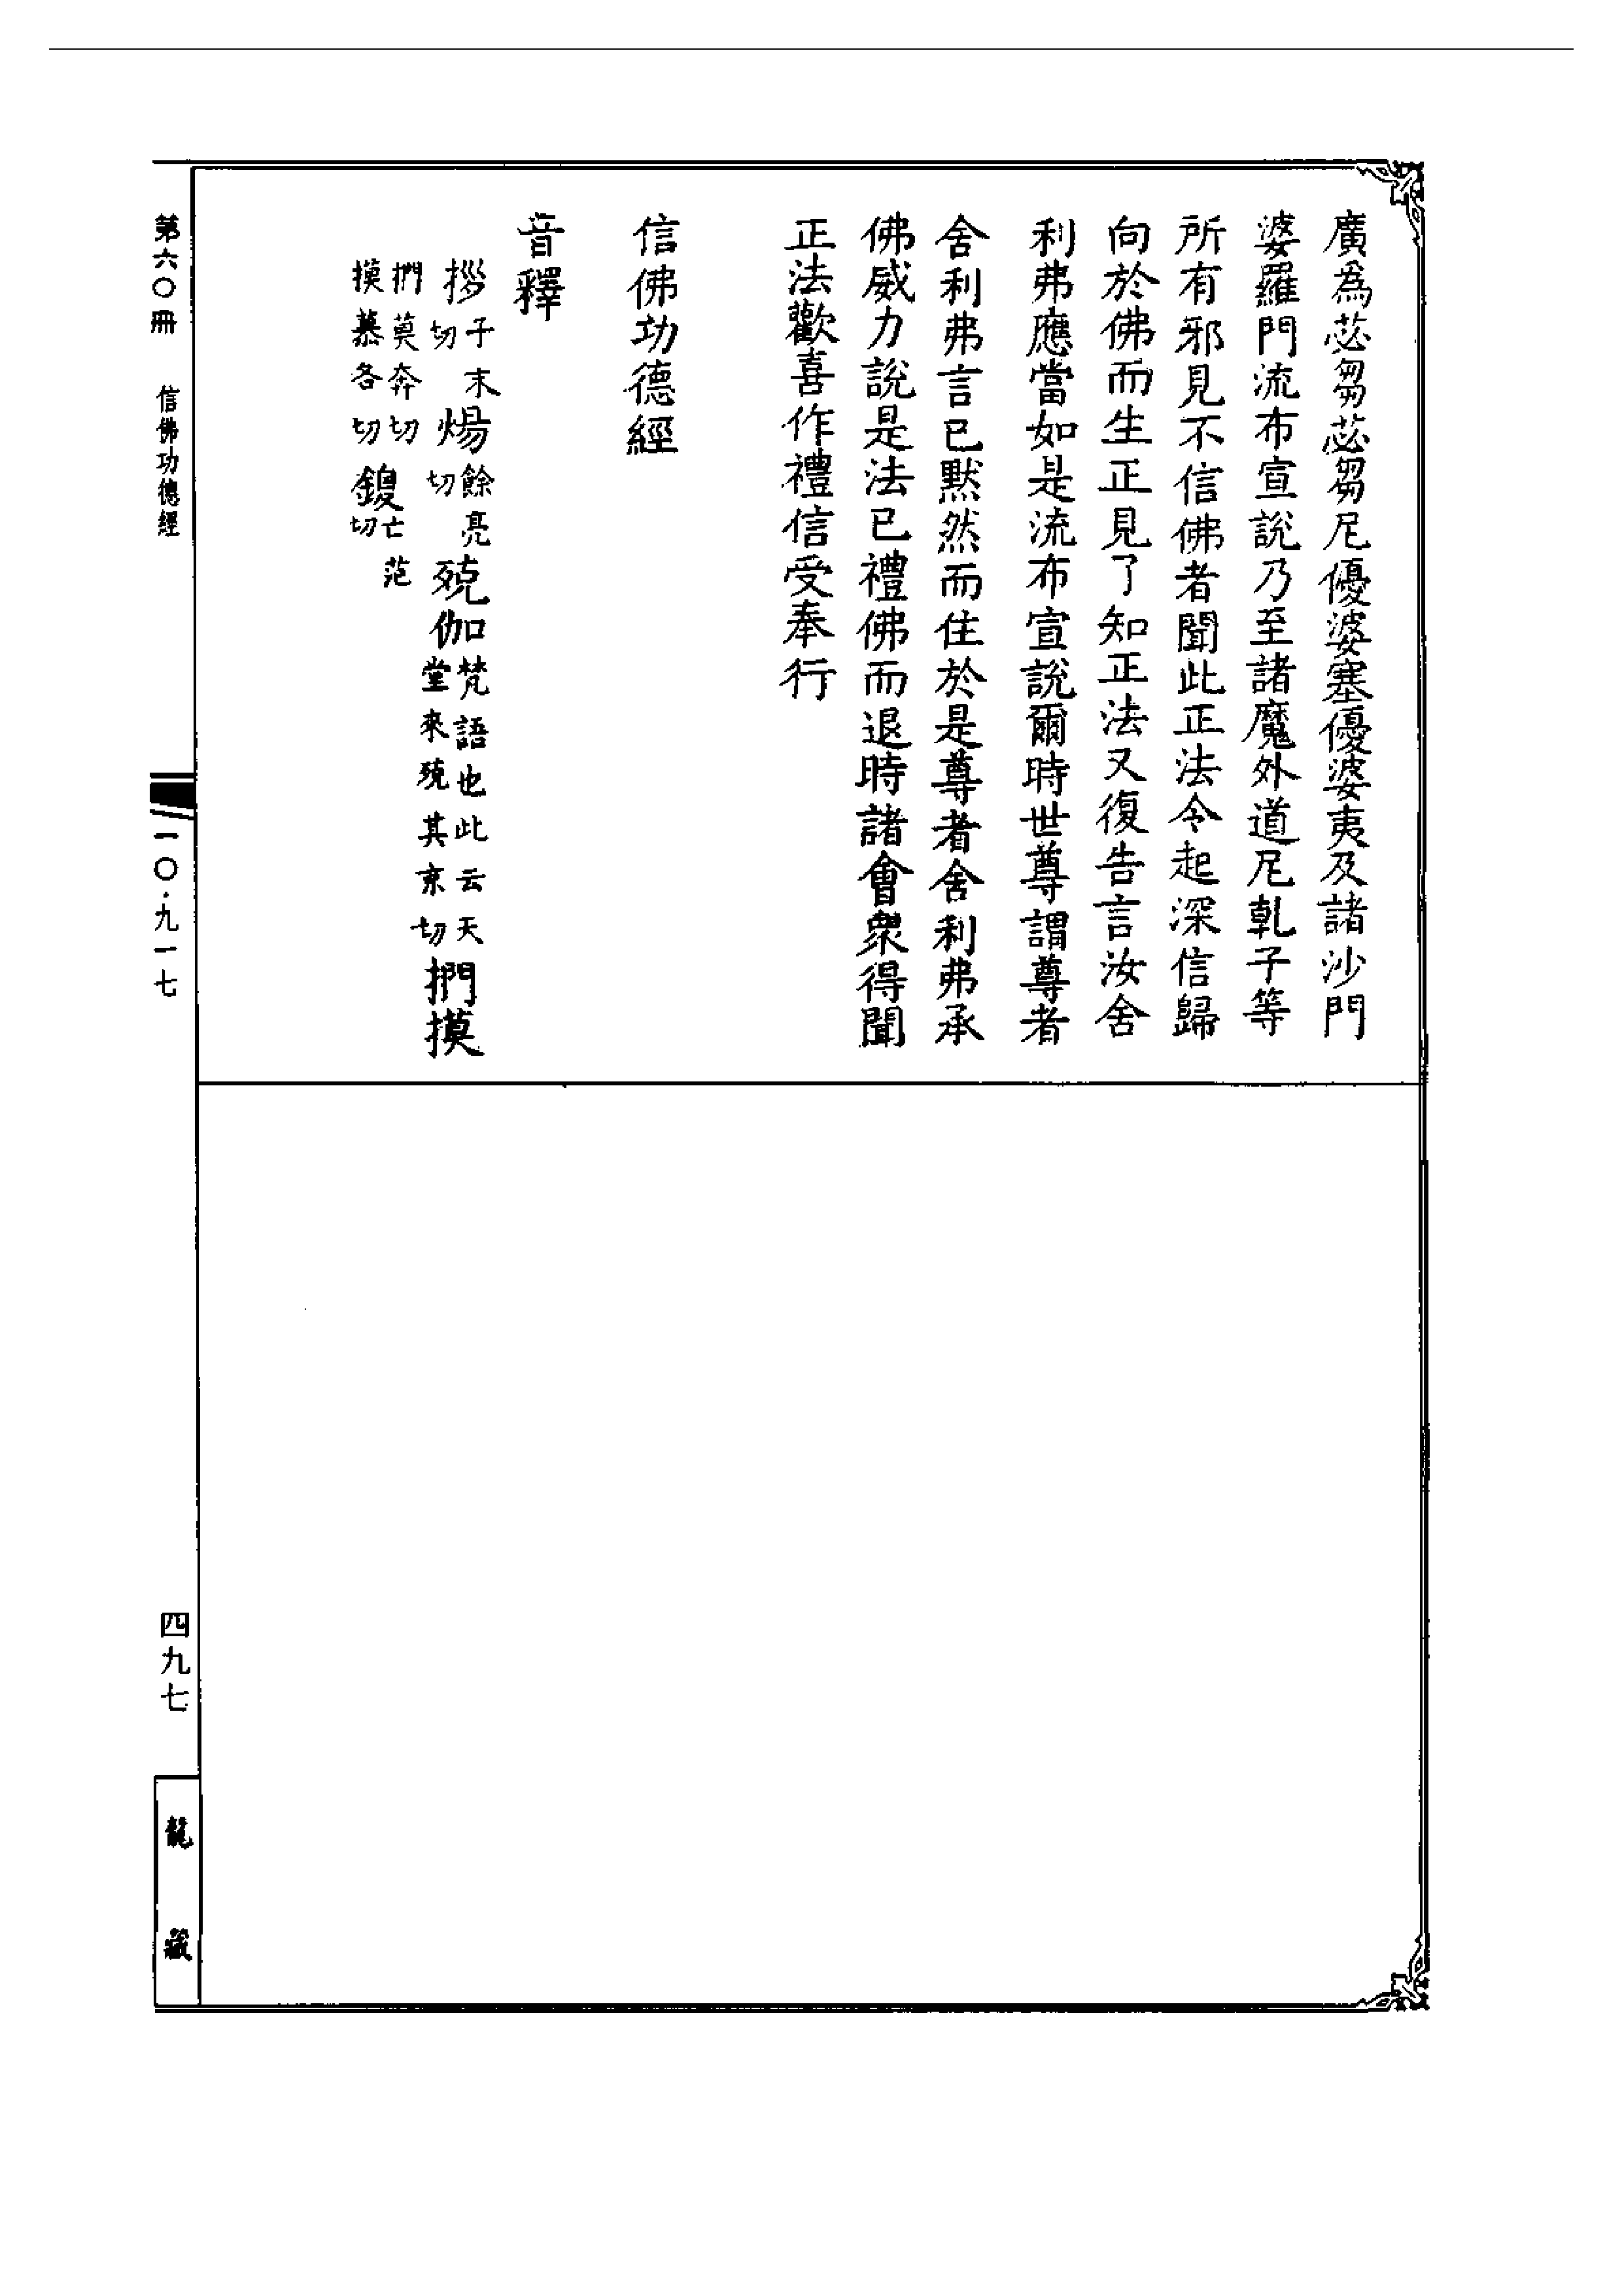 廣為苾芻苾芻尼優婆塞優婆夷及諸沙門
婆羅門流布宣說乃至諸魔外道尼乹子等
所有邪見不信佛者聞此正法令起深信歸
向於佛而生正見了知正法又復告言汝舍
利弗應當如是流布宣說爾時世尊謂尊者
舍利弗言已默然而住於是尊者舍利弗承
佛威力說是法已禮佛而退時諸會衆得聞
正法歡喜作禮信受奉行
信佛功德經
音釋
拶子末切煬餘亮切殑伽梵語也此云天堂來殑其京切捫摸
捫莫奔切摸慕各切鍐亡范切
第六〇冊 信佛功德經
一〇·九一七
四九七
龍藏